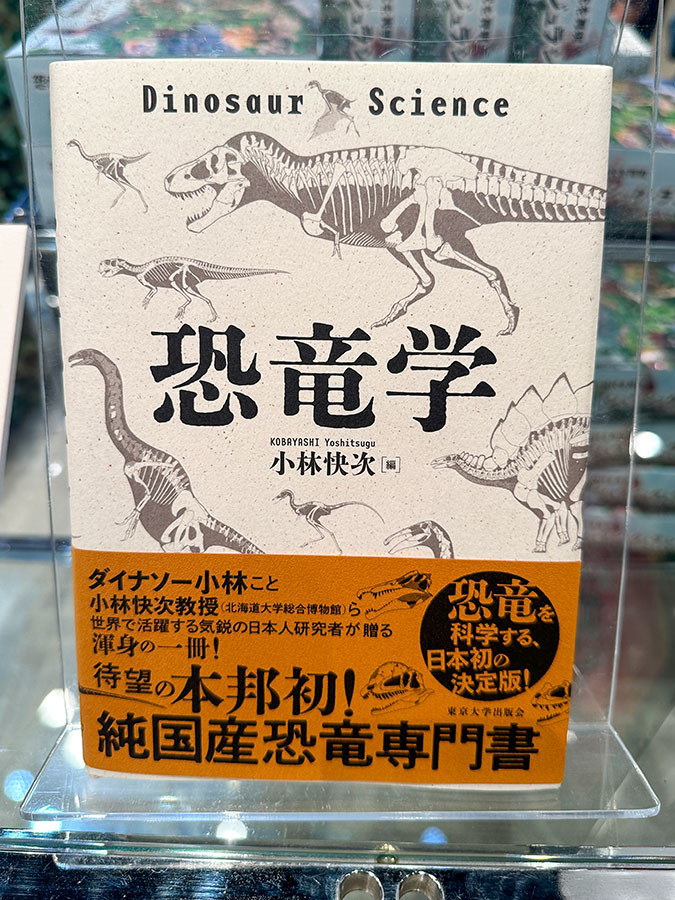 Dinosaur Science
恐竜学
KOBAYASHI Yoshitsugu
小林快次[編]
ダイナソー小林こと
小林快次教授(北海道大学総合博物館)ら
世界で活躍する気鋭の日本人研究者が贈る
渾身の一冊!
待望の本邦初!
純国産恐竜専門書
恐竜を
科学する、
日本初の
決定版!
東京大学出版会